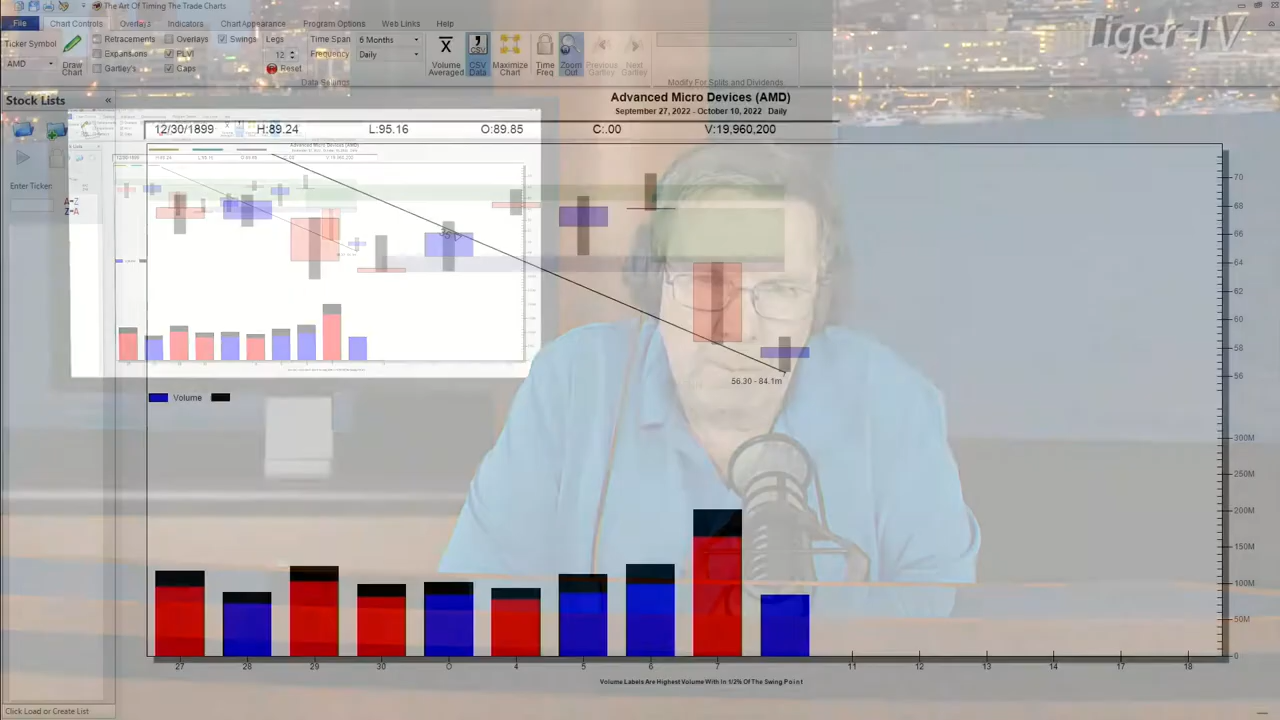 The Art Of Timing The Trade Charts
File Chart Controls Overlays Indicators Chart Appearance Program Options Web Links Help
Tiger-TV
Ticker Symbol
AMD
Draw Chart
Retracements Overlays Swings Legs
Expansions PLVI 12
Gartley's Gaps Reset
Time Span 6 Months
Frequency Daily
Data Settings
Volume Averaged
CSV Data
Maximize Chart
Time Freq
Zoom Out
Previous Gartley
Next Gartley
Modify For Splits and Dividends
Stock Lists «
Advanced Micro Devices (AMD)
September 27, 2022 - October 10, 2022 Daily
12/30/1899 H:89.24 L:95.16 O:89.85 C:.00 V:19,960,200
Enter Ticker:
A-Z
Z-A
70
68
66
64
62
60
58
56
56.30 - 84.1m
Volume
300M
250M
200M
150M
100M
50M
0
27 28 29 30 0 4 5 6 7 11 12 13 14 17 18
Volume Labels Are Highest Volume With In 1/2% Of The Swing Point
Click Load or Create List